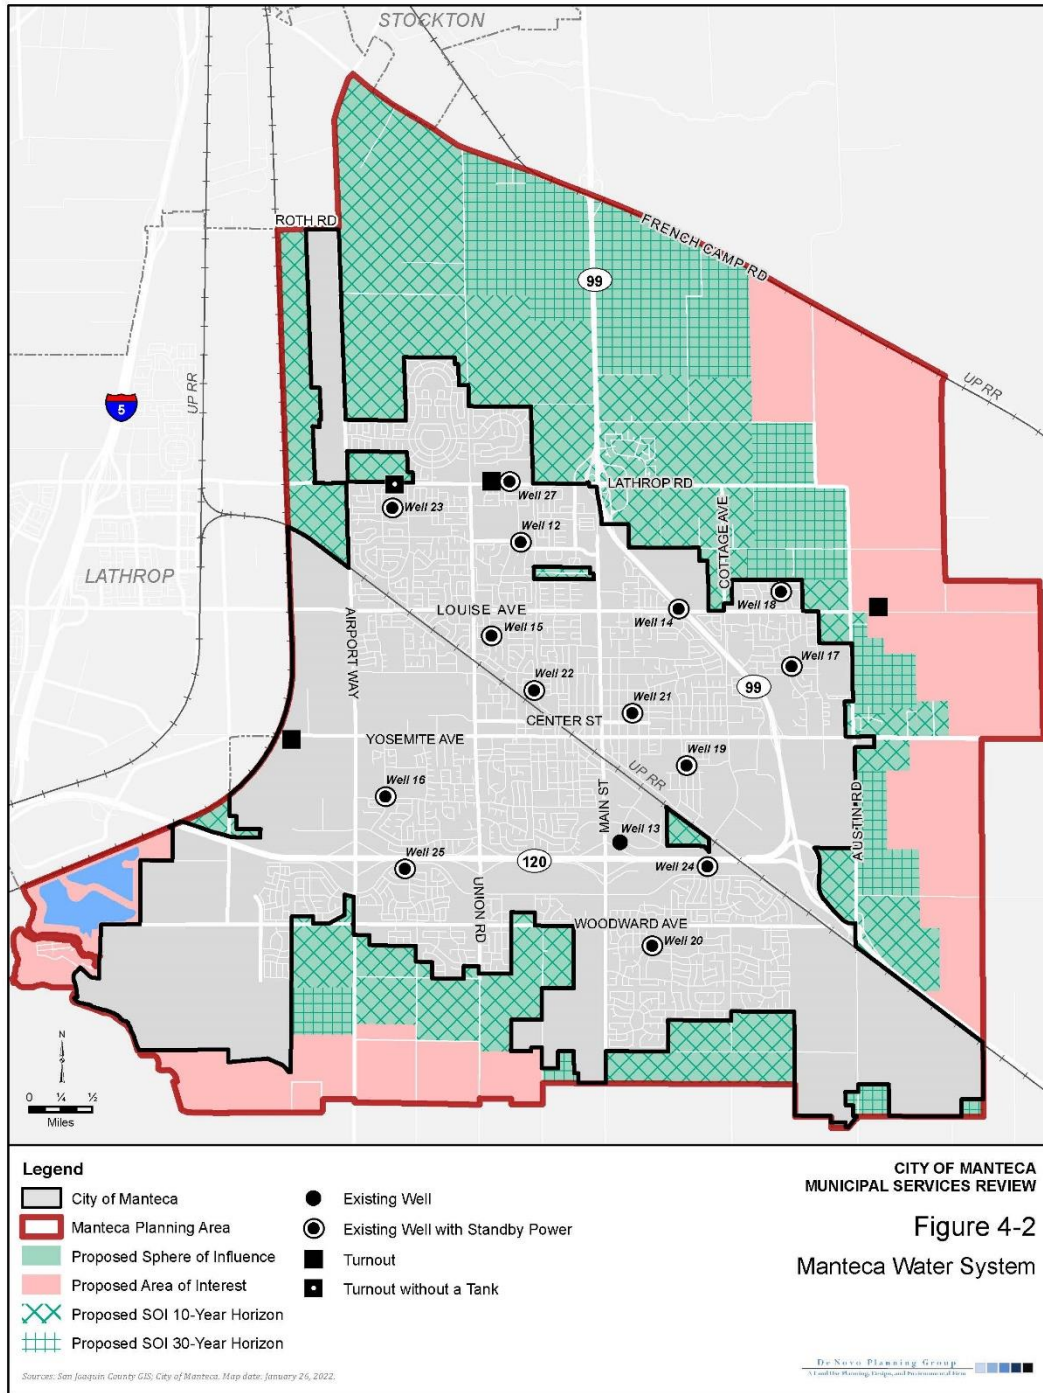 STOCKTON
ROTH RD
FRENCH CAMP RD
99
UP RR
UP RR
5
LATHROP RD
Well 27
Well 23
Well 12
COTTAGE AVE
LATHROP
LOUISE AVE
Well 18
Well 14
AIRPORT WAY
Well 15
Well 17
Well 22
99
Well 21
CENTER ST
YOSEMITE AVE
Well 19
UP RR
Well 16
MAIN ST
AUSTIN RD
Well 13
120
Well 25
Well 24
UNION RD
WOODWARD AVE
Well 20
N
0 ¼ ½
Miles
Legend
City of Manteca
Manteca Planning Area
Proposed Sphere of Influence
Proposed Area of Interest
Proposed SOI 10-Year Horizon
Proposed SOI 30-Year Horizon
Existing Well
Existing Well with Standby Power
Turnout
Turnout without a Tank
CITY OF MANTECA
MUNICIPAL SERVICES REVIEW
Figure 4-2
Manteca Water System
Sources: San Joaquin County GIS; City of Manteca. Map date: January 26, 2022.
De Novo Planning Group
A Land Use Planning, Design, and Environmental Firm